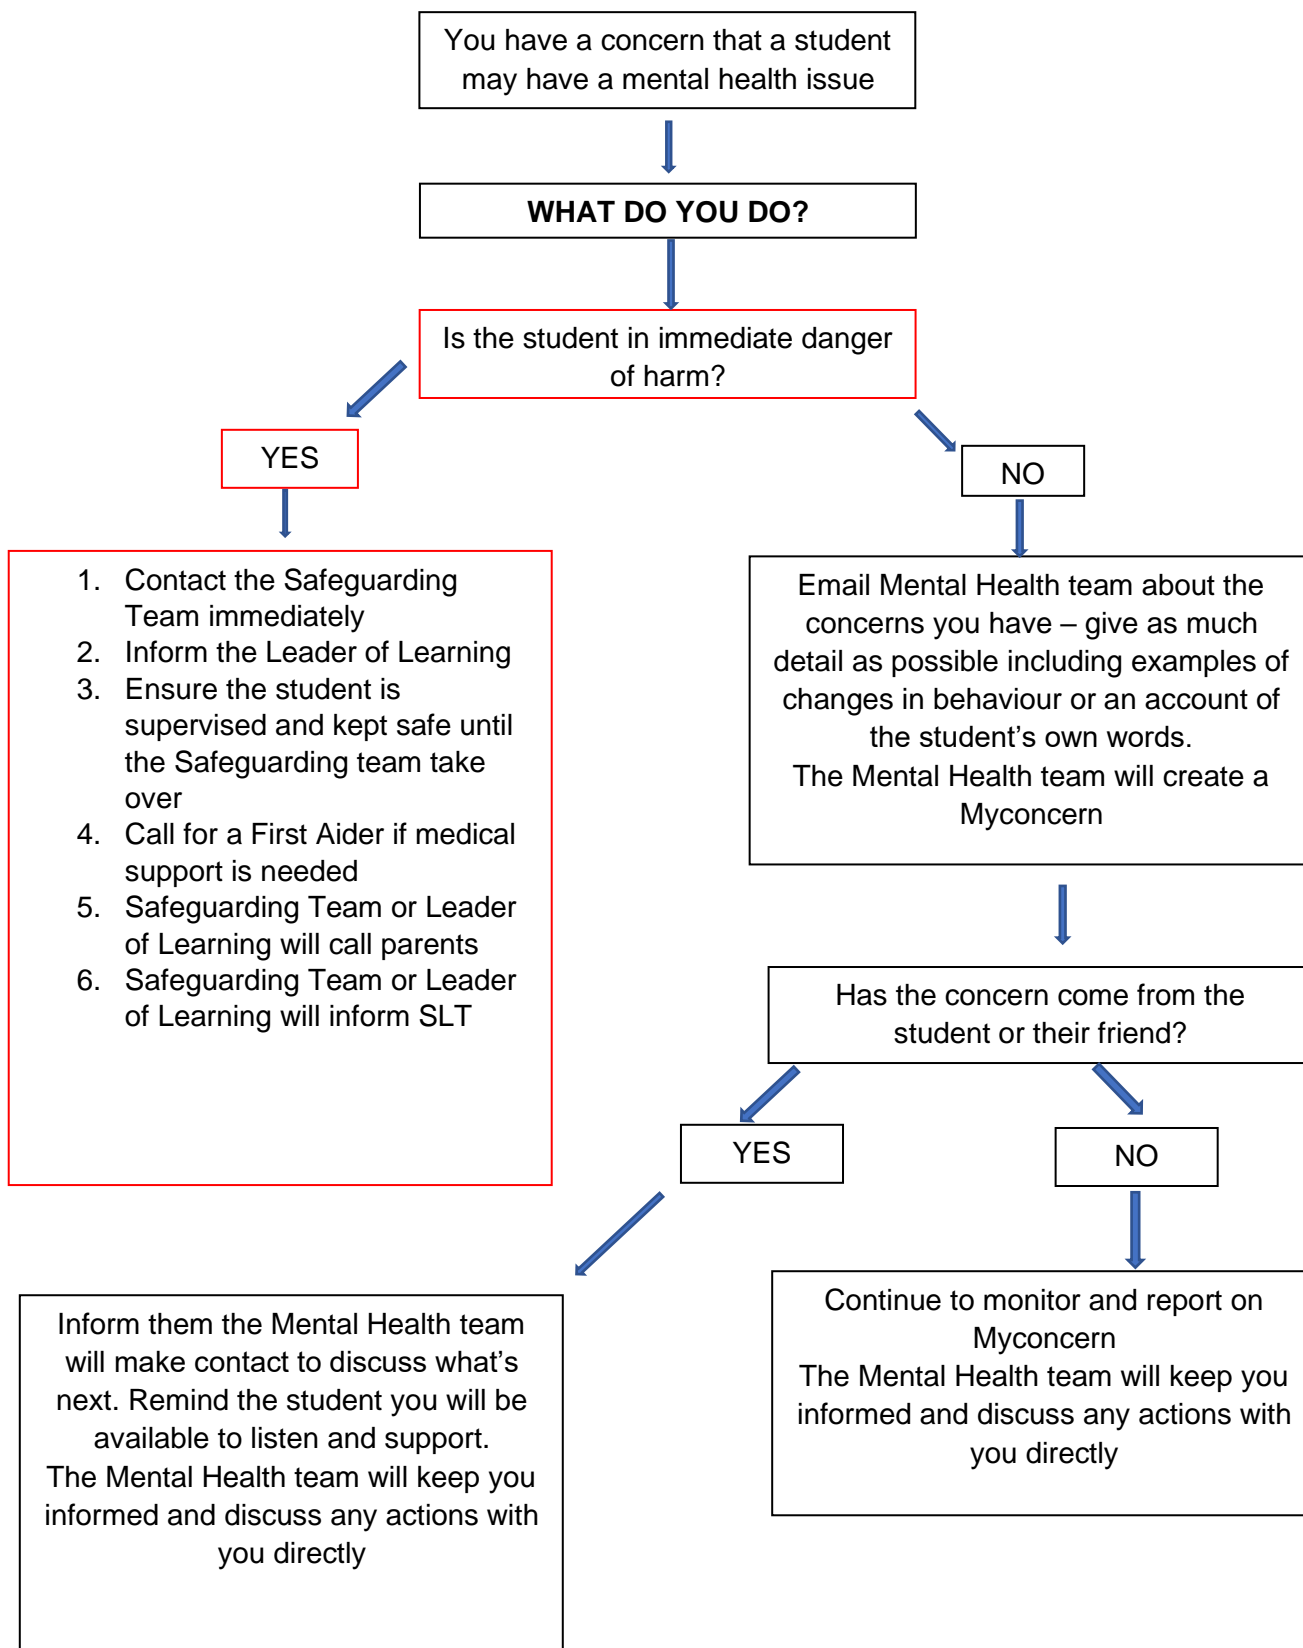 You have a concern that a student
may have a mental health issue
WHAT DO YOU DO?
Is the student in immediate danger
of harm?
YES
NO
1. Contact the Safeguarding
Team immediately
2. Inform the Leader of Learning
3. Ensure the student is
supervised and kept safe until
the Safeguarding team take
over
4. Call for a First Aider if medical
support is needed
5. Safeguarding Team or Leader
of Learning will call parents
6. Safeguarding Team or Leader
of Learning will inform SLT
Email Mental Health team about the
concerns you have – give as much
detail as possible including examples of
changes in behaviour or an account of
the student’s own words.
The Mental Health team will create a
Myconcern
Has the concern come from the
student or their friend?
YES
NO
Inform them the Mental Health team
will make contact to discuss what’s
next. Remind the student you will be
available to listen and support.
The Mental Health team will keep you
informed and discuss any actions with
you directly
Continue to monitor and report on
Myconcern
The Mental Health team will keep you
informed and discuss any actions with
you directly